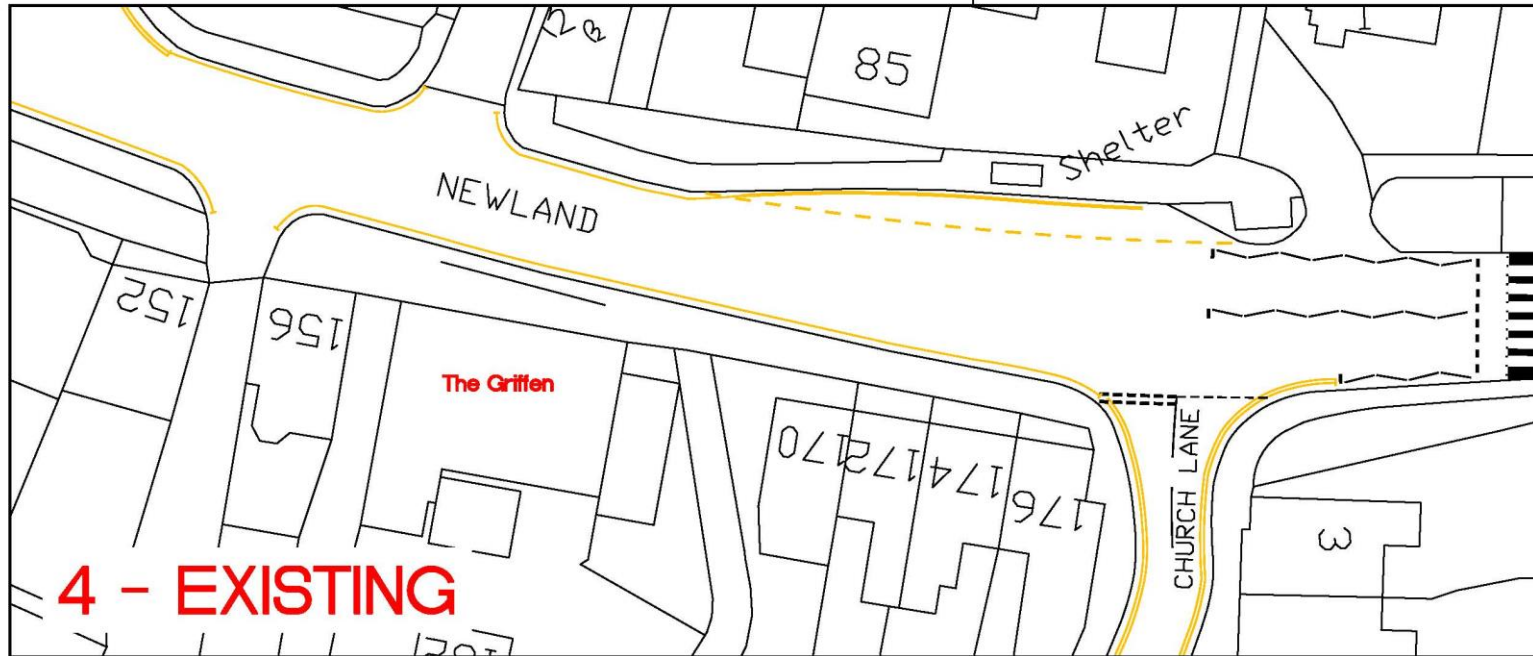 85
Shelter
NEWLAND
152
156
The Griffen
170
172
174
176
CHURCH LANE
3
4 - EXISTING